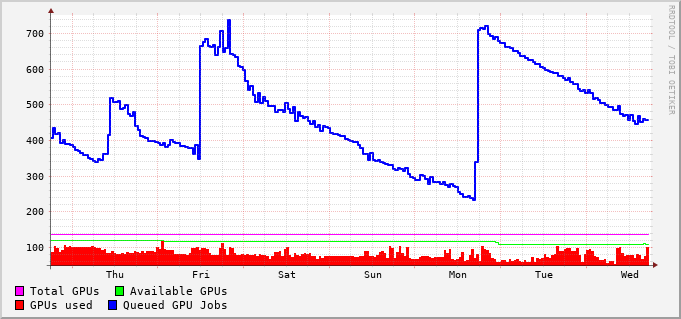 700
600
500
400
300
200
100
Thu Fri Sat Sun Mon Tue Wed
Total GPUs Available GPUs
GPUs used Queued GPU Jobs
RRDTOOL / TOBI OETIKER